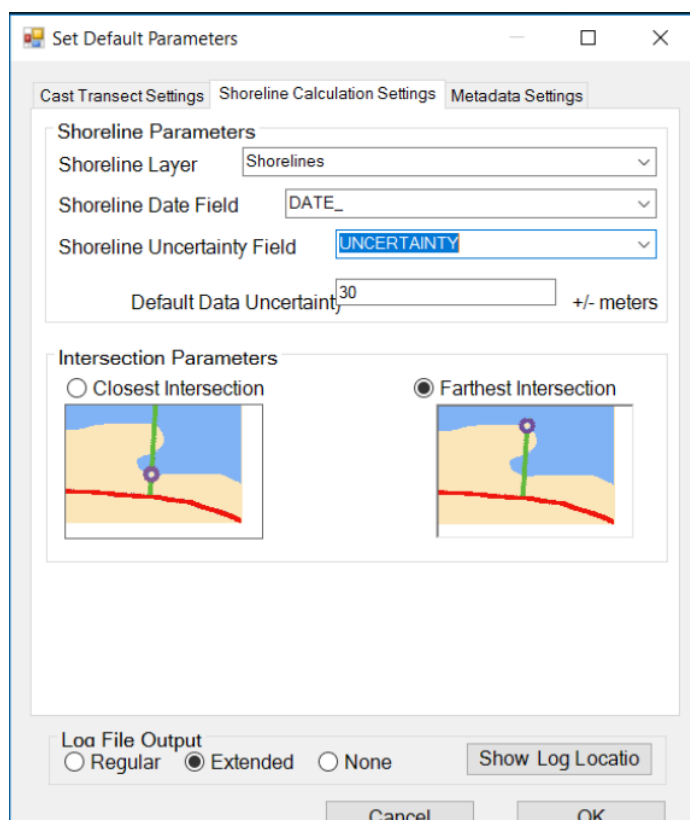 Set Default Parameters
Cast Transect Settings Shoreline Calculation Settings Metadata Settings
Shoreline Parameters
Shoreline Layer Shorelines
Shoreline Date Field DATE_
Shoreline Uncertainty Field UNCERTAINTY
Default Data Uncertainty 30 +/- meters
Intersection Parameters
Closest Intersection Farthest Intersection
Log File Output
Regular Extended None Show Log Locatio
Cancel OK